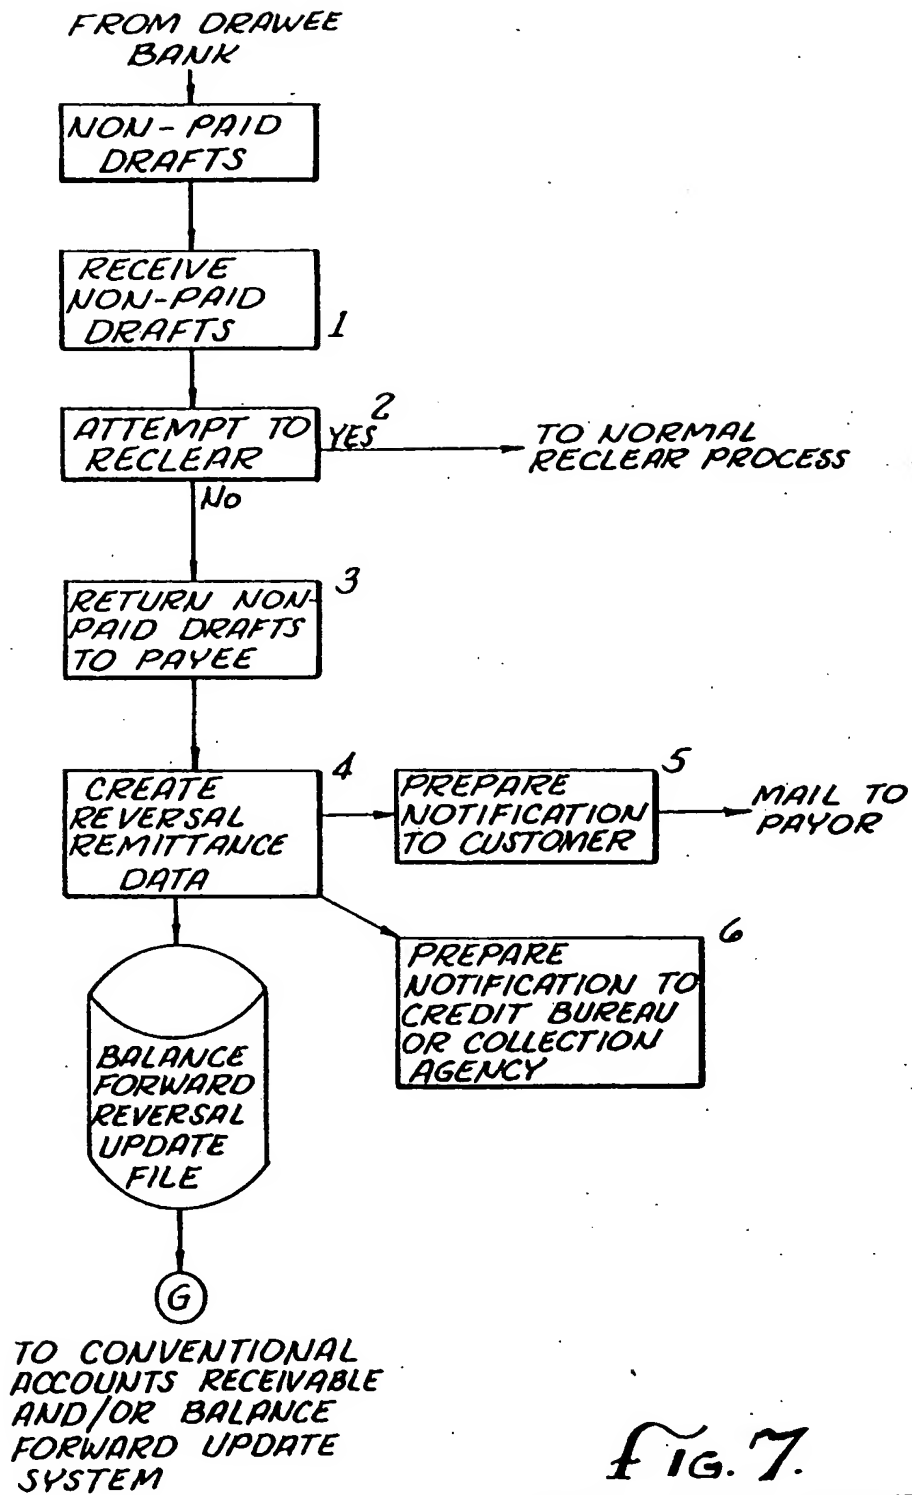 FROM DRAWEE
BANK
NON-PAID
DRAFTS
RECEIVE
NON-PAID
DRAFTS
1
ATTEMPT TO
RECLEAR
2
YES
TO NORMAL
RECLEAR PROCESS
NO
3
RETURN NON-
PAID DRAFTS
TO PAYEE
CREATE
REVERSAL
REMITTANCE
DATA
4
PREPARE
NOTIFICATION
TO CUSTOMER
5
MAIL TO
PAYOR
6
PREPARE
NOTIFICATION TO
CREDIT BUREAU
OR COLLECTION
AGENCY
BALANCE
FORWARD
REVERSAL
UPDATE
FILE
G
TO CONVENTIONAL
ACCOUNTS RECEIVABLE
AND/OR BALANCE
FORWARD UPDATE
SYSTEM
FIG. 7.